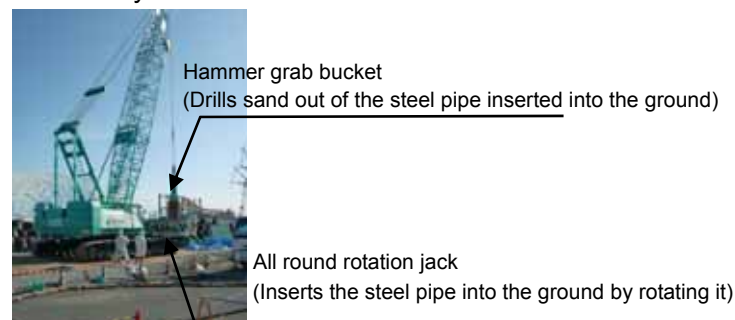 Hammer grab bucket
(Drills sand out of the steel pipe inserted into the ground)
All round rotation jack
(Inserts the steel pipe into the ground by rotating it)